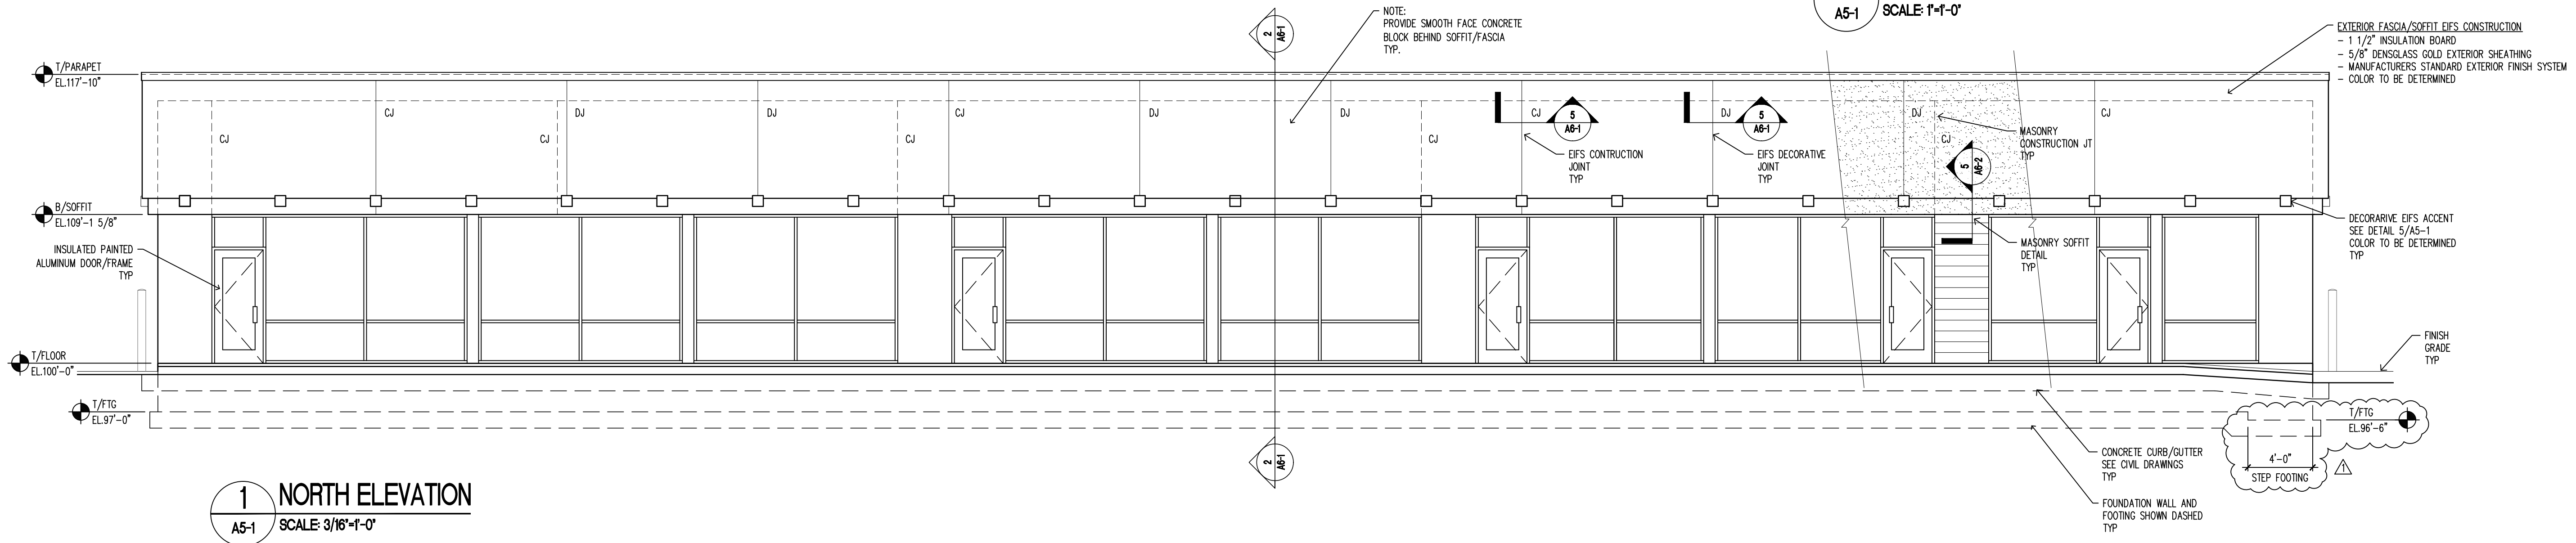 A5-1
SCALE: 1"=1'-0"
NOTE:
PROVIDE SMOOTH FACE CONCRETE
BLOCK BEHIND SOFFIT/FASCIA
TYP.
2
A6-1
EXTERIOR FASCIA/SOFFIT EIFS CONSTRUCTION
- 1 1/2" INSULATION BOARD
- 5/8" DENSGLASS GOLD EXTERIOR SHEATHING
- MANUFACTURERS STANDARD EXTERIOR FINISH SYSTEM
- COLOR TO BE DETERMINED
T/PARAPET
EL.117'-10"
CJ
DJ
DJ
CJ
DJ
DJ
CJ
5
A6-1
DJ
5
A6-1
DJ
CJ
CJ
CJ
CJ
CJ
CJ
MASONRY
CONSTRUCTION JT
TYP
EIFS CONTRUCTION
JOINT
TYP
EIFS DECORATIVE
JOINT
TYP
5
A6-2
B/SOFFIT
EL.109'-1 5/8"
DECORARIVE EIFS ACCENT
SEE DETAIL 5/A5-1
COLOR TO BE DETERMINED
TYP
INSULATED PAINTED
ALUMINUM DOOR/FRAME
TYP
MASONRY SOFFIT
DETAIL
TYP
FINISH
GRADE
TYP
T/FLOOR
EL.100'-0"
T/FTG
EL.97'-0"
T/FTG
EL.96'-6"
4'-0"
STEP FOOTING
1
2
A6-1
CONCRETE CURB/GUTTER
SEE CIVIL DRAWINGS
TYP
FOUNDATION WALL AND
FOOTING SHOWN DASHED
TYP
1
A5-1
NORTH ELEVATION
SCALE: 3/16"=1'-0"